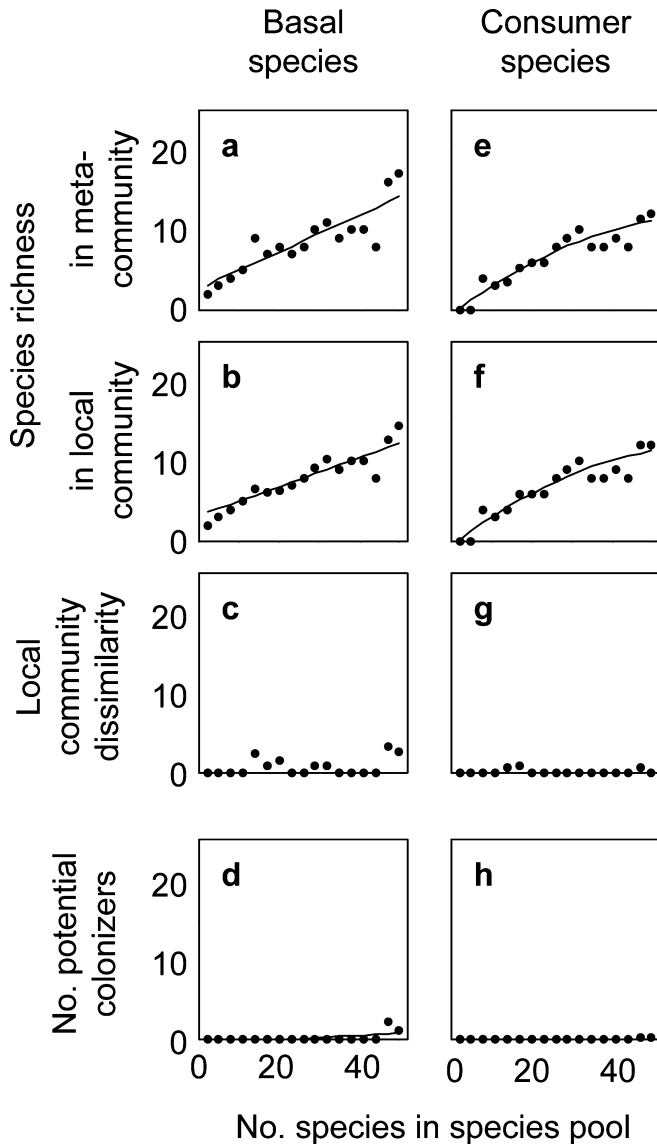 Basal
species
Consumer
species
Species richness
in meta-
community
20
10
0
a
e
in local
community
20
10
0
b
f
Local
community
dissimilarity
20
10
0
c
g
No. potential
colonizers
20
10
0
d
h
0 20 40
0 20 40
No. species in species pool